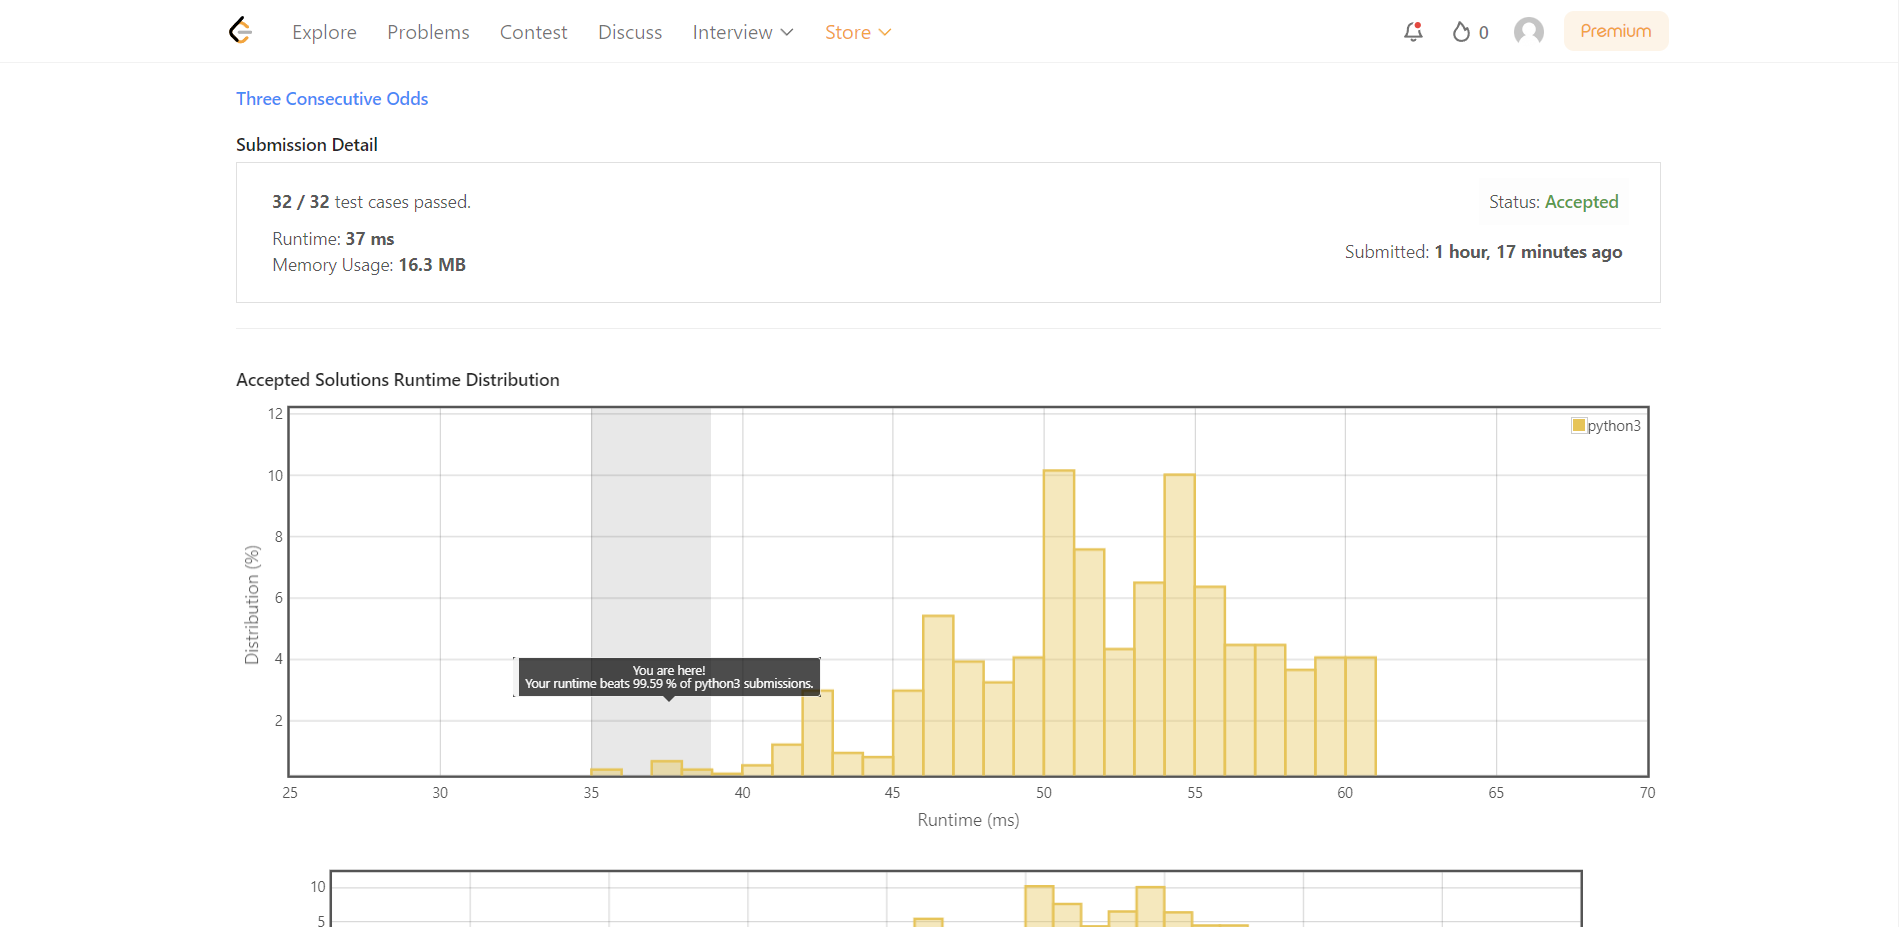 Explore Problems Contest Discuss Interview Store 0 Premium
Three Consecutive Odds
Submission Detail
32 / 32 test cases passed.
Status: Accepted
Runtime: 37 ms
Submitted: 1 hour, 17 minutes ago
Memory Usage: 16.3 MB
Accepted Solutions Runtime Distribution
12
python3
10
8
Distribution (%)
6
4
You are here!
Your runtime beats 99.59 % of python3 submissions.
2
25 30 35 40 45 50 55 60 65 70
Runtime (ms)
10
5